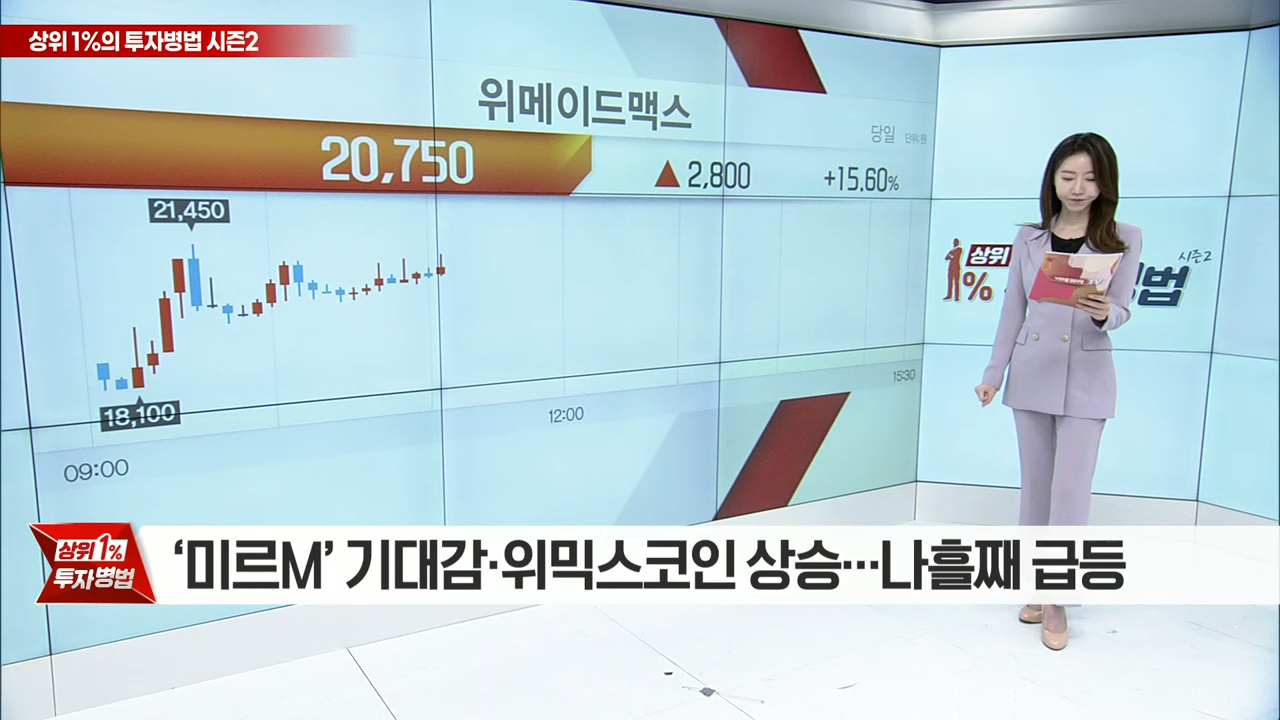 상위 1%의 투자병법 시즌2
위메이드맥스
당일 단위:원
20,750
▲ 2,800 +15.60%
21,450
18,100
09:00
12:00
15:30
상위
1%
병법
시즌2
상위 1%
투자병법
‘미르M’ 기대감·위믹스코인 상승…나흘째 급등